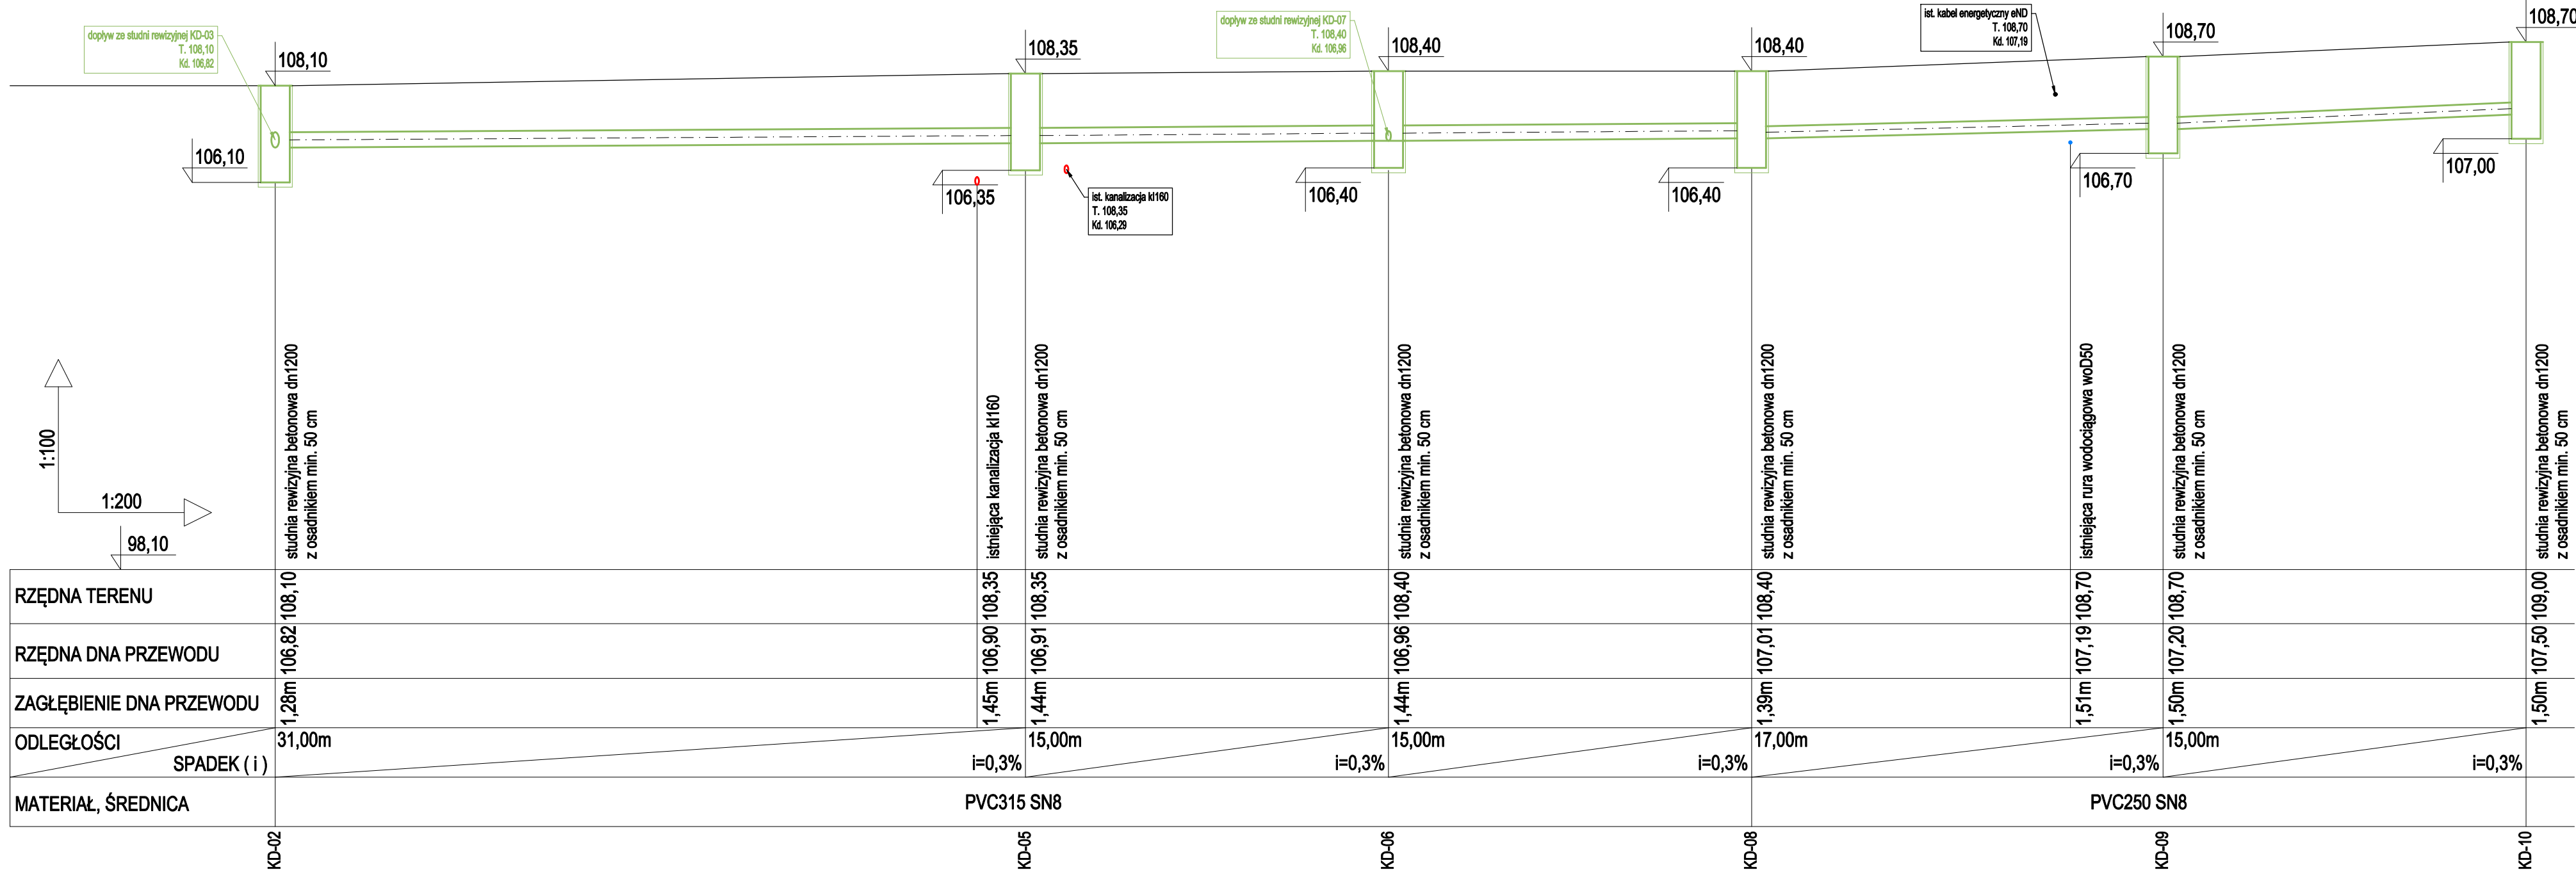 dopływ ze studni rewizyjnej KD-03
T. 108,10
Kd. 106,82
108,10
106,10
108,35
106,35
ist. kanalizacja kl160
T. 108,35
Kd. 106,29
dopływ ze studni rewizyjnej KD-07
T. 108,40
Kd. 106,96
108,40
106,40
108,40
106,40
ist. kabel energetyczny eND
T. 108,70
Kd. 107,19
108,70
106,70
108,70
107,00
1:100
1:200
98,10
studnia rewizyjna betonowa dn1200
z osadnikiem min. 50 cm
istniejąca kanalizacja kl160
studnia rewizyjna betonowa dn1200
z osadnikiem min. 50 cm
studnia rewizyjna betonowa dn1200
z osadnikiem min. 50 cm
studnia rewizyjna betonowa dn1200
z osadnikiem min. 50 cm
istniejąca rura wodociągowa woD50
studnia rewizyjna betonowa dn1200
z osadnikiem min. 50 cm
studnia rewizyjna betonowa dn1200
z osadnikiem min. 50 cm
RZĘDNA TERENU
108,10
108,35
108,35
108,40
108,40
108,70
108,70
109,00
RZĘDNA DNA PRZEWODU
106,82
106,90
106,91
106,96
107,01
107,19
107,20
107,50
ZAGŁĘBIENIE DNA PRZEWODU
1,28m
1,45m
1,44m
1,44m
1,39m
1,51m
1,50m
1,50m
ODLEGŁOŚCI
31,00m
15,00m
15,00m
17,00m
15,00m
SPADEK ( i )
i=0,3%
i=0,3%
i=0,3%
i=0,3%
i=0,3%
MATERIAŁ, ŚREDNICA
PVC315 SN8
PVC250 SN8
KD-02
KD-05
KD-06
KD-08
KD-09
KD-10